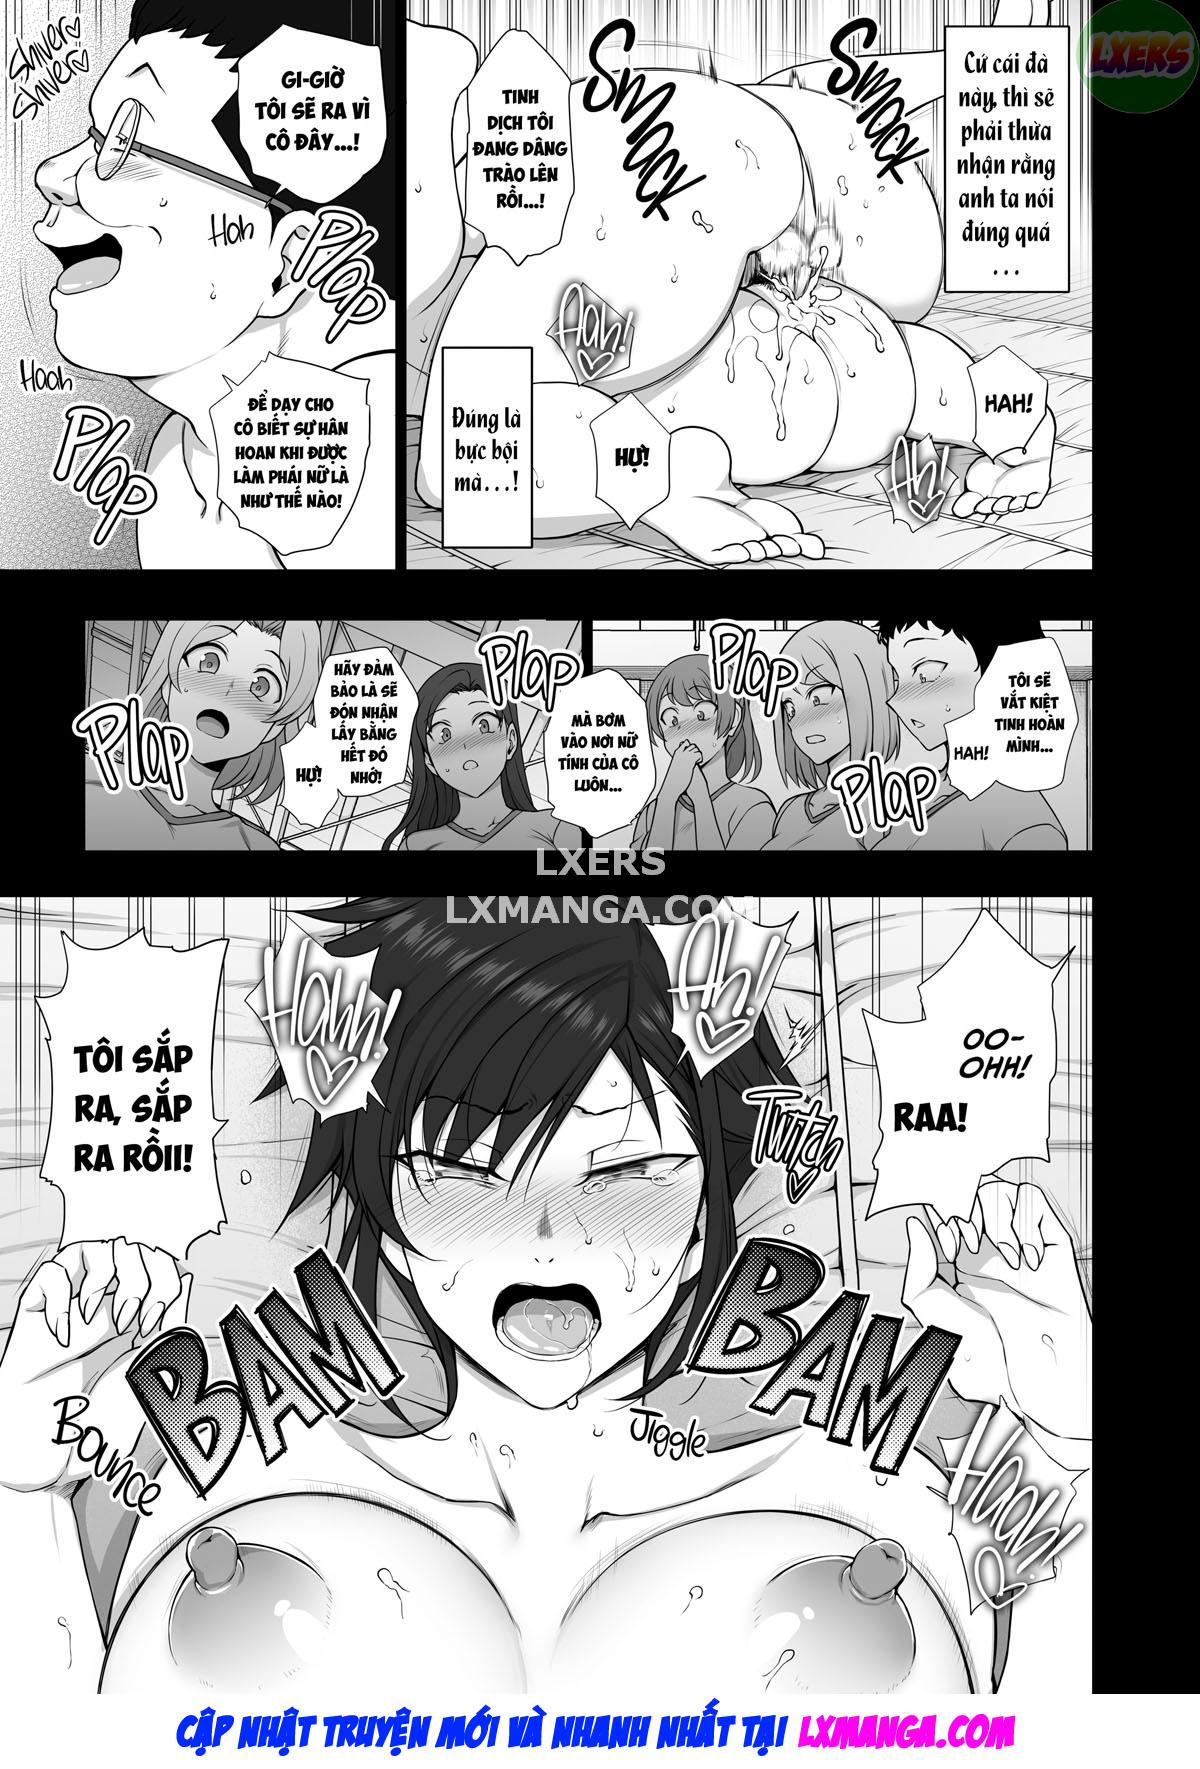 LXERS
Cứ cái đà
này, thì sẽ
phải thừa
nhận rằng
anh ta nói
đúng quá
...
SMACK
SMACK
TINH
DỊCH TÔI
ĐANG DÂNG
TRÀO LÊN
RỒI...!
Aah!
HAH!
Ah!
HỰ!
Đúng là
bực bội
mà...!
Shiver
Shiver
GI-GIỜ
TÔI SẼ RA VÌ
CÔ ĐÂY...!
Hah
Plap
Haah
Plap
ĐỂ DẠY CHO
CÔ BIẾT SỰ HÂN
HOAN KHI ĐƯỢC
LÀM PHÁI NỮ LÀ
NHƯ THẾ NÀO!
TÔI SẼ
VẮT KIỆT
TINH HOÀN
MÌNH...
HAH!
Plap
Plap
MÀ BƠM
VÀO NƠI NỮ
TÍNH CỦA CÔ
LUÔN...
Plap
HÃY ĐẢM
BẢO LÀ SẼ
ĐÓN NHẬN
LẤY BẰNG
HẾT ĐÓ
NHỚ!
HỰ!
Plap
LXERS
LXMANGA.COM
OO-
OHH!
RAA!
Ah!
Twitch
BAM
Haah!
Jiggle
Hahh!
TÔI SẮP
RA, SẮP
RA RỒII!
BAM
Bounce
CẬP NHẬT TRUYỆN MỚI VÀ NHANH NHẤT TẠI LXMANGA.COM